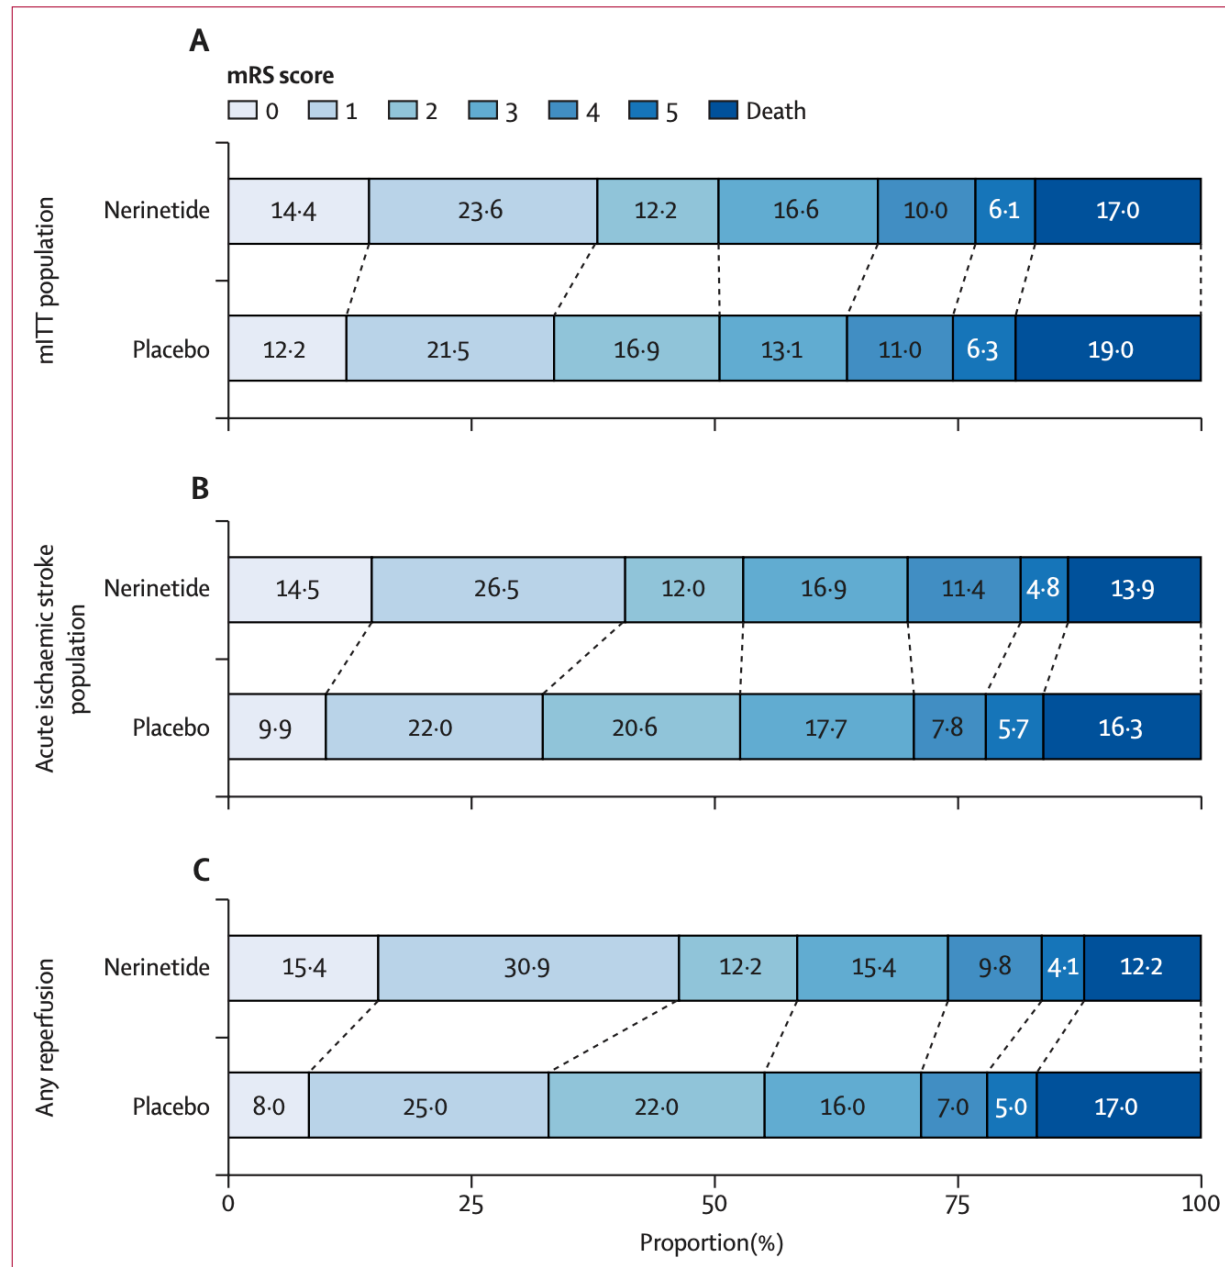 A
mRS score
0 1 2 3 4 5 Death
mITT population
Nerinetide 14·4 23·6 12·2 16·6 10·0 6·1 17·0
Placebo 12·2 21·5 16·9 13·1 11·0 6·3 19·0
B
Acute ischaemic stroke
population
Nerinetide 14·5 26·5 12·0 16·9 11·4 4·8 13·9
Placebo 9·9 22·0 20·6 17·7 7·8 5·7 16·3
C
Any reperfusion
Nerinetide 15·4 30·9 12·2 15·4 9·8 4·1 12·2
Placebo 8·0 25·0 22·0 16·0 7·0 5·0 17·0
0 25 50 75 100
Proportion(%)